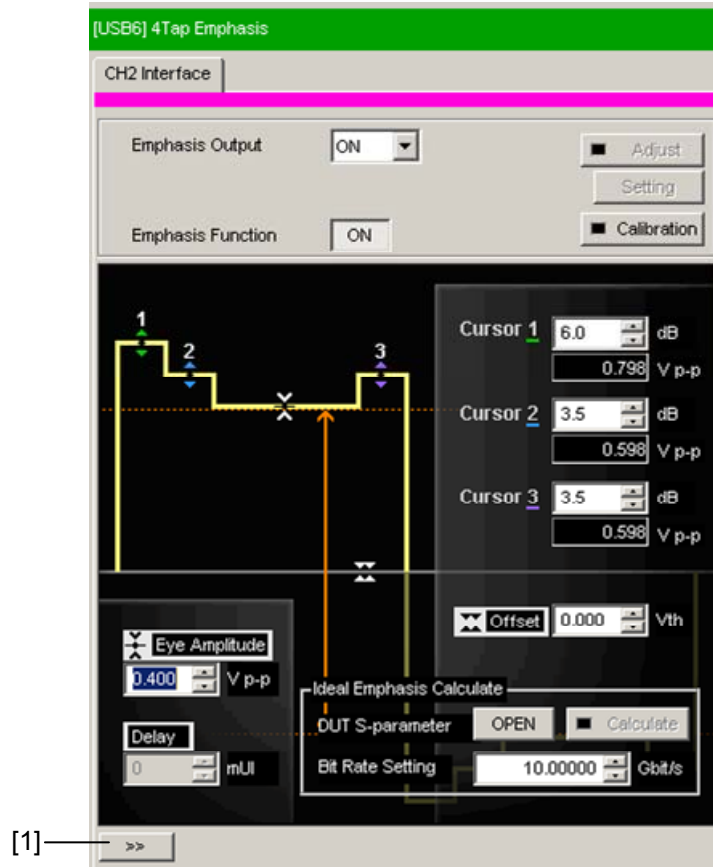 [USB6] 4Tap Emphasis
CH2 Interface
Emphasis Output ON Adjust
Setting
Emphasis Function ON Calibration
1 2 3
Cursor 1 6.0 dB
0.798 V p-p
Cursor 2 3.5 dB
0.598 V p-p
Cursor 3 3.5 dB
0.598 V p-p
Offset 0.000 Vth
Eye Amplitude
0.400 V p-p
Ideal Emphasis Calculate
DUT S-parameter OPEN Calculate
Delay
0 mUI
Bit Rate Setting 10.00000 Gbit/s
[1] >>